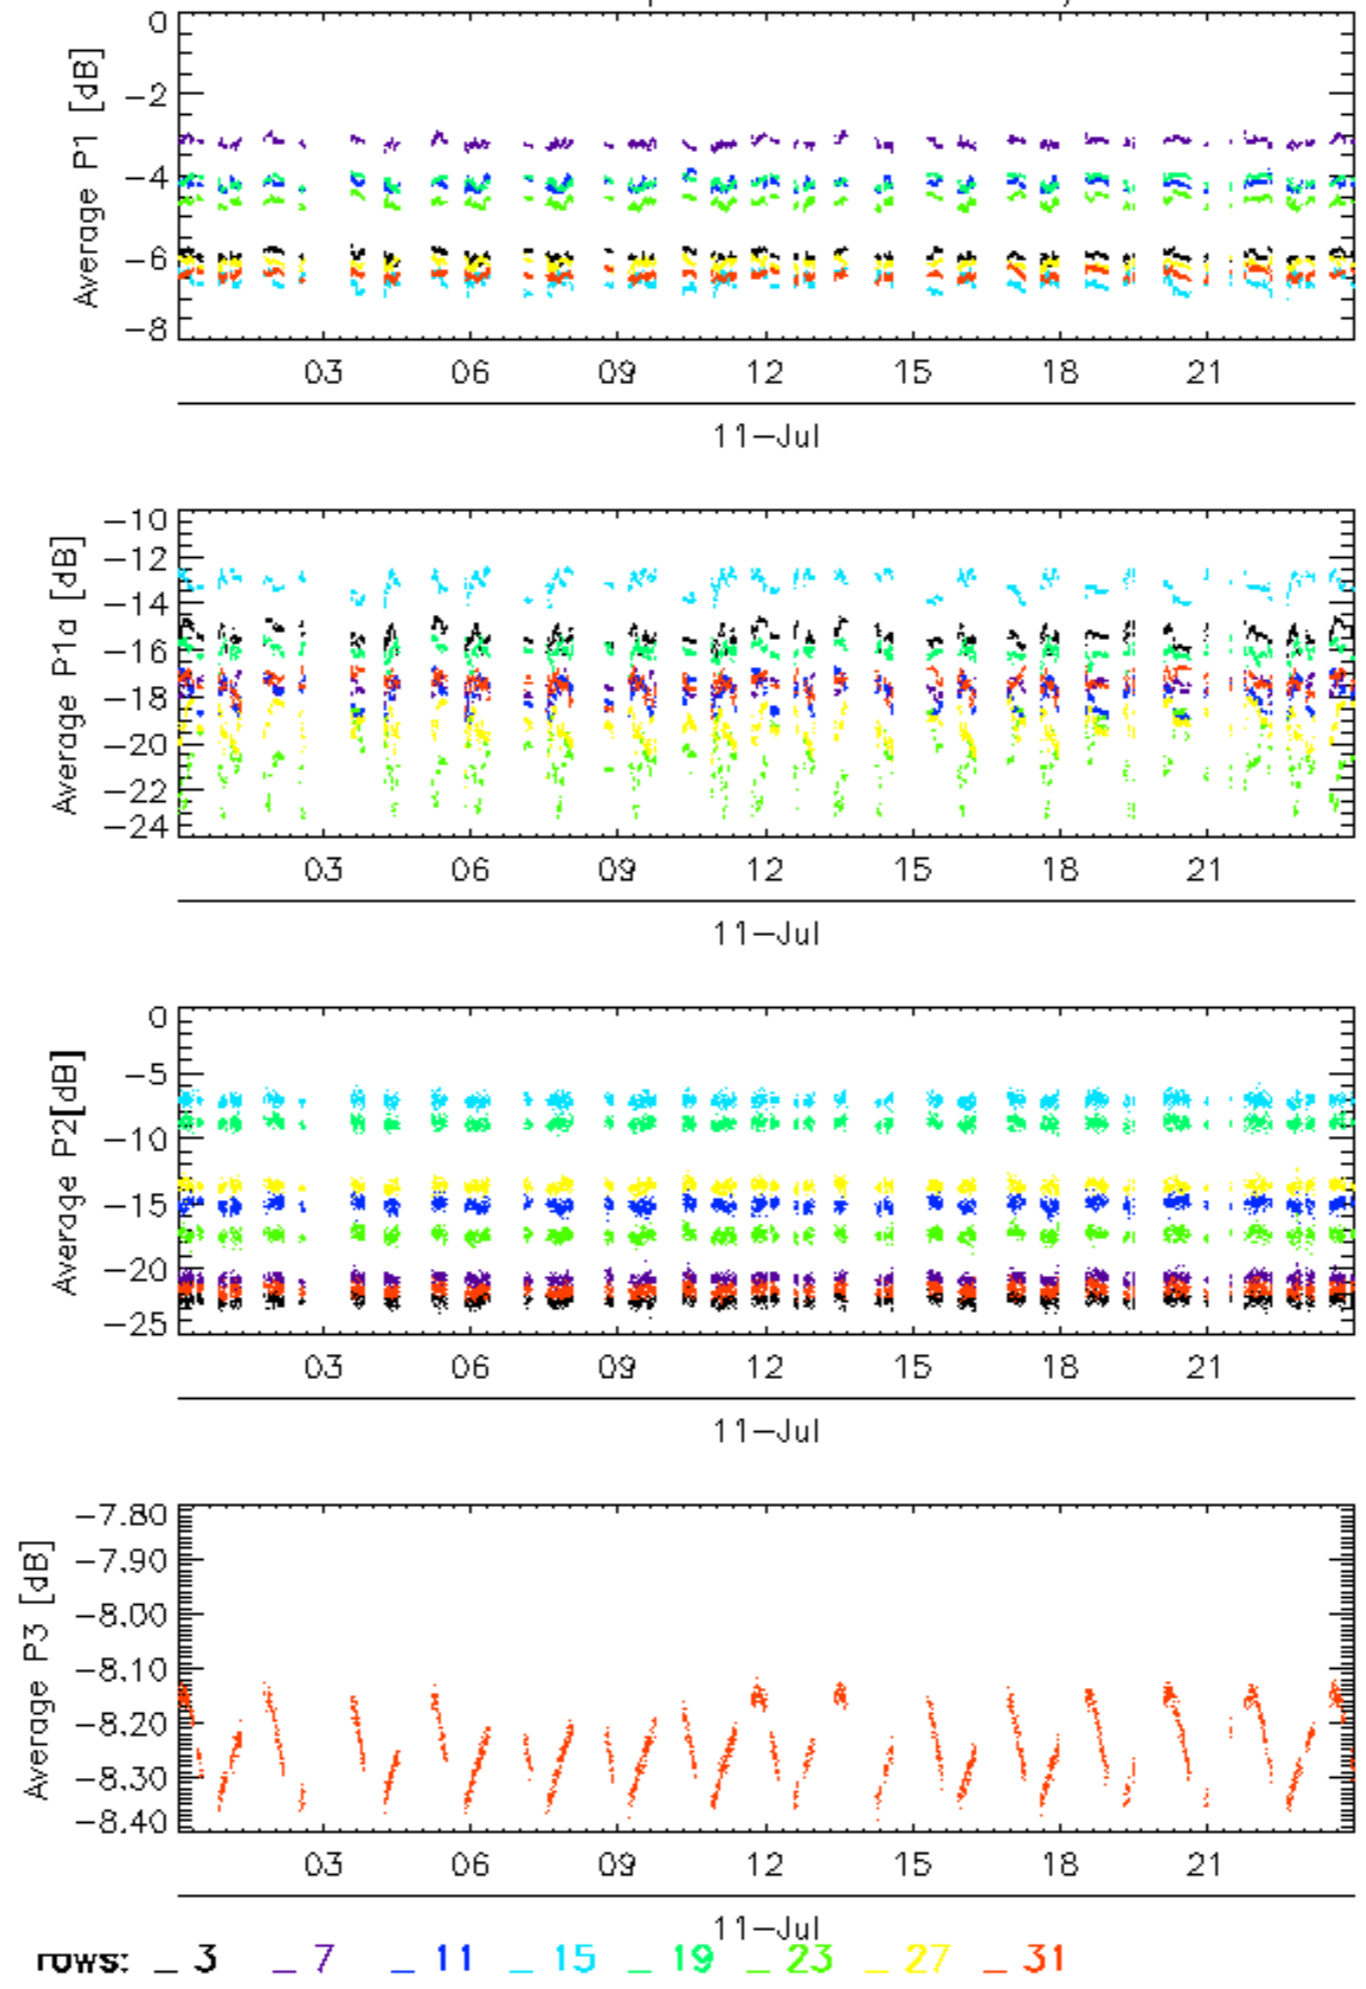 Average P1 [dB]
0
-2
-4
-6
-8
03 06 09 12 15 18 21
11-Jul
Average P1a [dB]
-10
-12
-14
-16
-18
-20
-22
-24
03 06 09 12 15 18 21
11-Jul
Average P2[dB]
0
-5
-10
-15
-20
-25
03 06 09 12 15 18 21
11-Jul
Average P3 [dB]
-7.80
-7.90
-8.00
-8.10
-8.20
-8.30
-8.40
03 06 09 12 15 18 21
11-Jul
rows: _ 3 _ 7 _ 11 _ 15 _ 19 _ 23 _ 27 _ 31